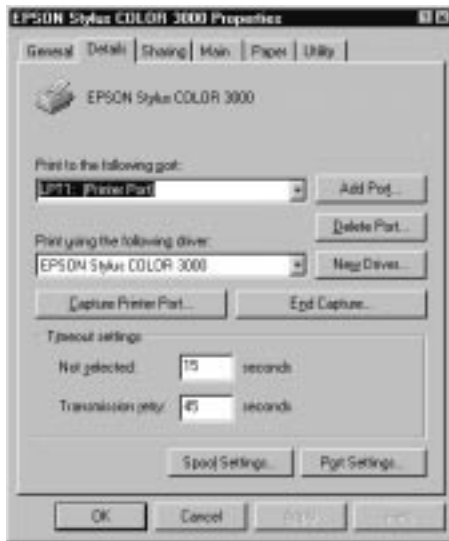 EPSON Stylus COLOR 3000 Properties
General Details Sharing Main Paper Utility
EPSON Stylus COLOR 3000
Print to the following port:
LPT1: (Printer Port) Add Port...
Delete Port...
Print using the following driver:
EPSON Stylus COLOR 3000 New Driver...
Capture Printer Port... End Capture...
Timeout settings
Not selected: 15 seconds
Transmission retry: 45 seconds
Spool Settings... Port Settings...
OK Cancel Apply